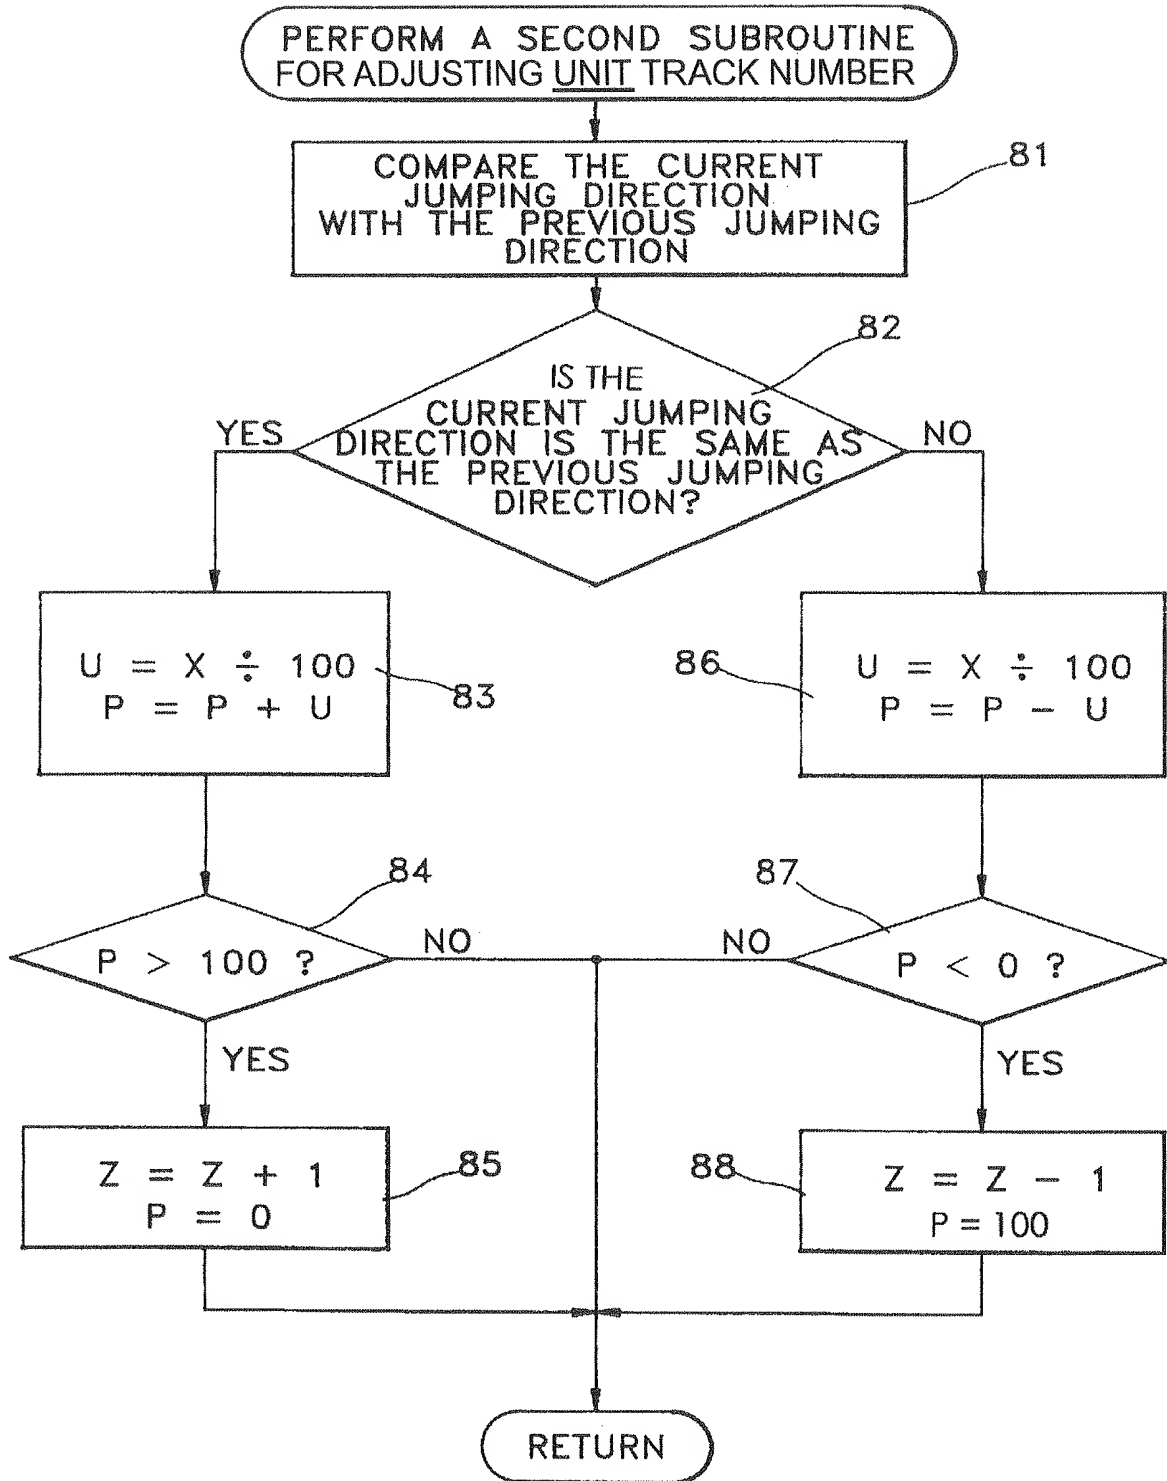 PERFORM A SECOND SUBROUTINE
FOR ADJUSTING UNIT TRACK NUMBER
COMPARE THE CURRENT
JUMPING DIRECTION
WITH THE PREVIOUS JUMPING
DIRECTION
81
82
IS THE
CURRENT JUMPING
DIRECTION IS THE SAME AS
THE PREVIOUS JUMPING
DIRECTION?
YES
NO
U = X ÷ 100
P = P + U
83
86
U = X ÷ 100
P = P - U
84
87
P > 100 ?
NO
NO
P < 0 ?
YES
YES
Z = Z + 1
P = 0
85
88
Z = Z - 1
P = 100
RETURN